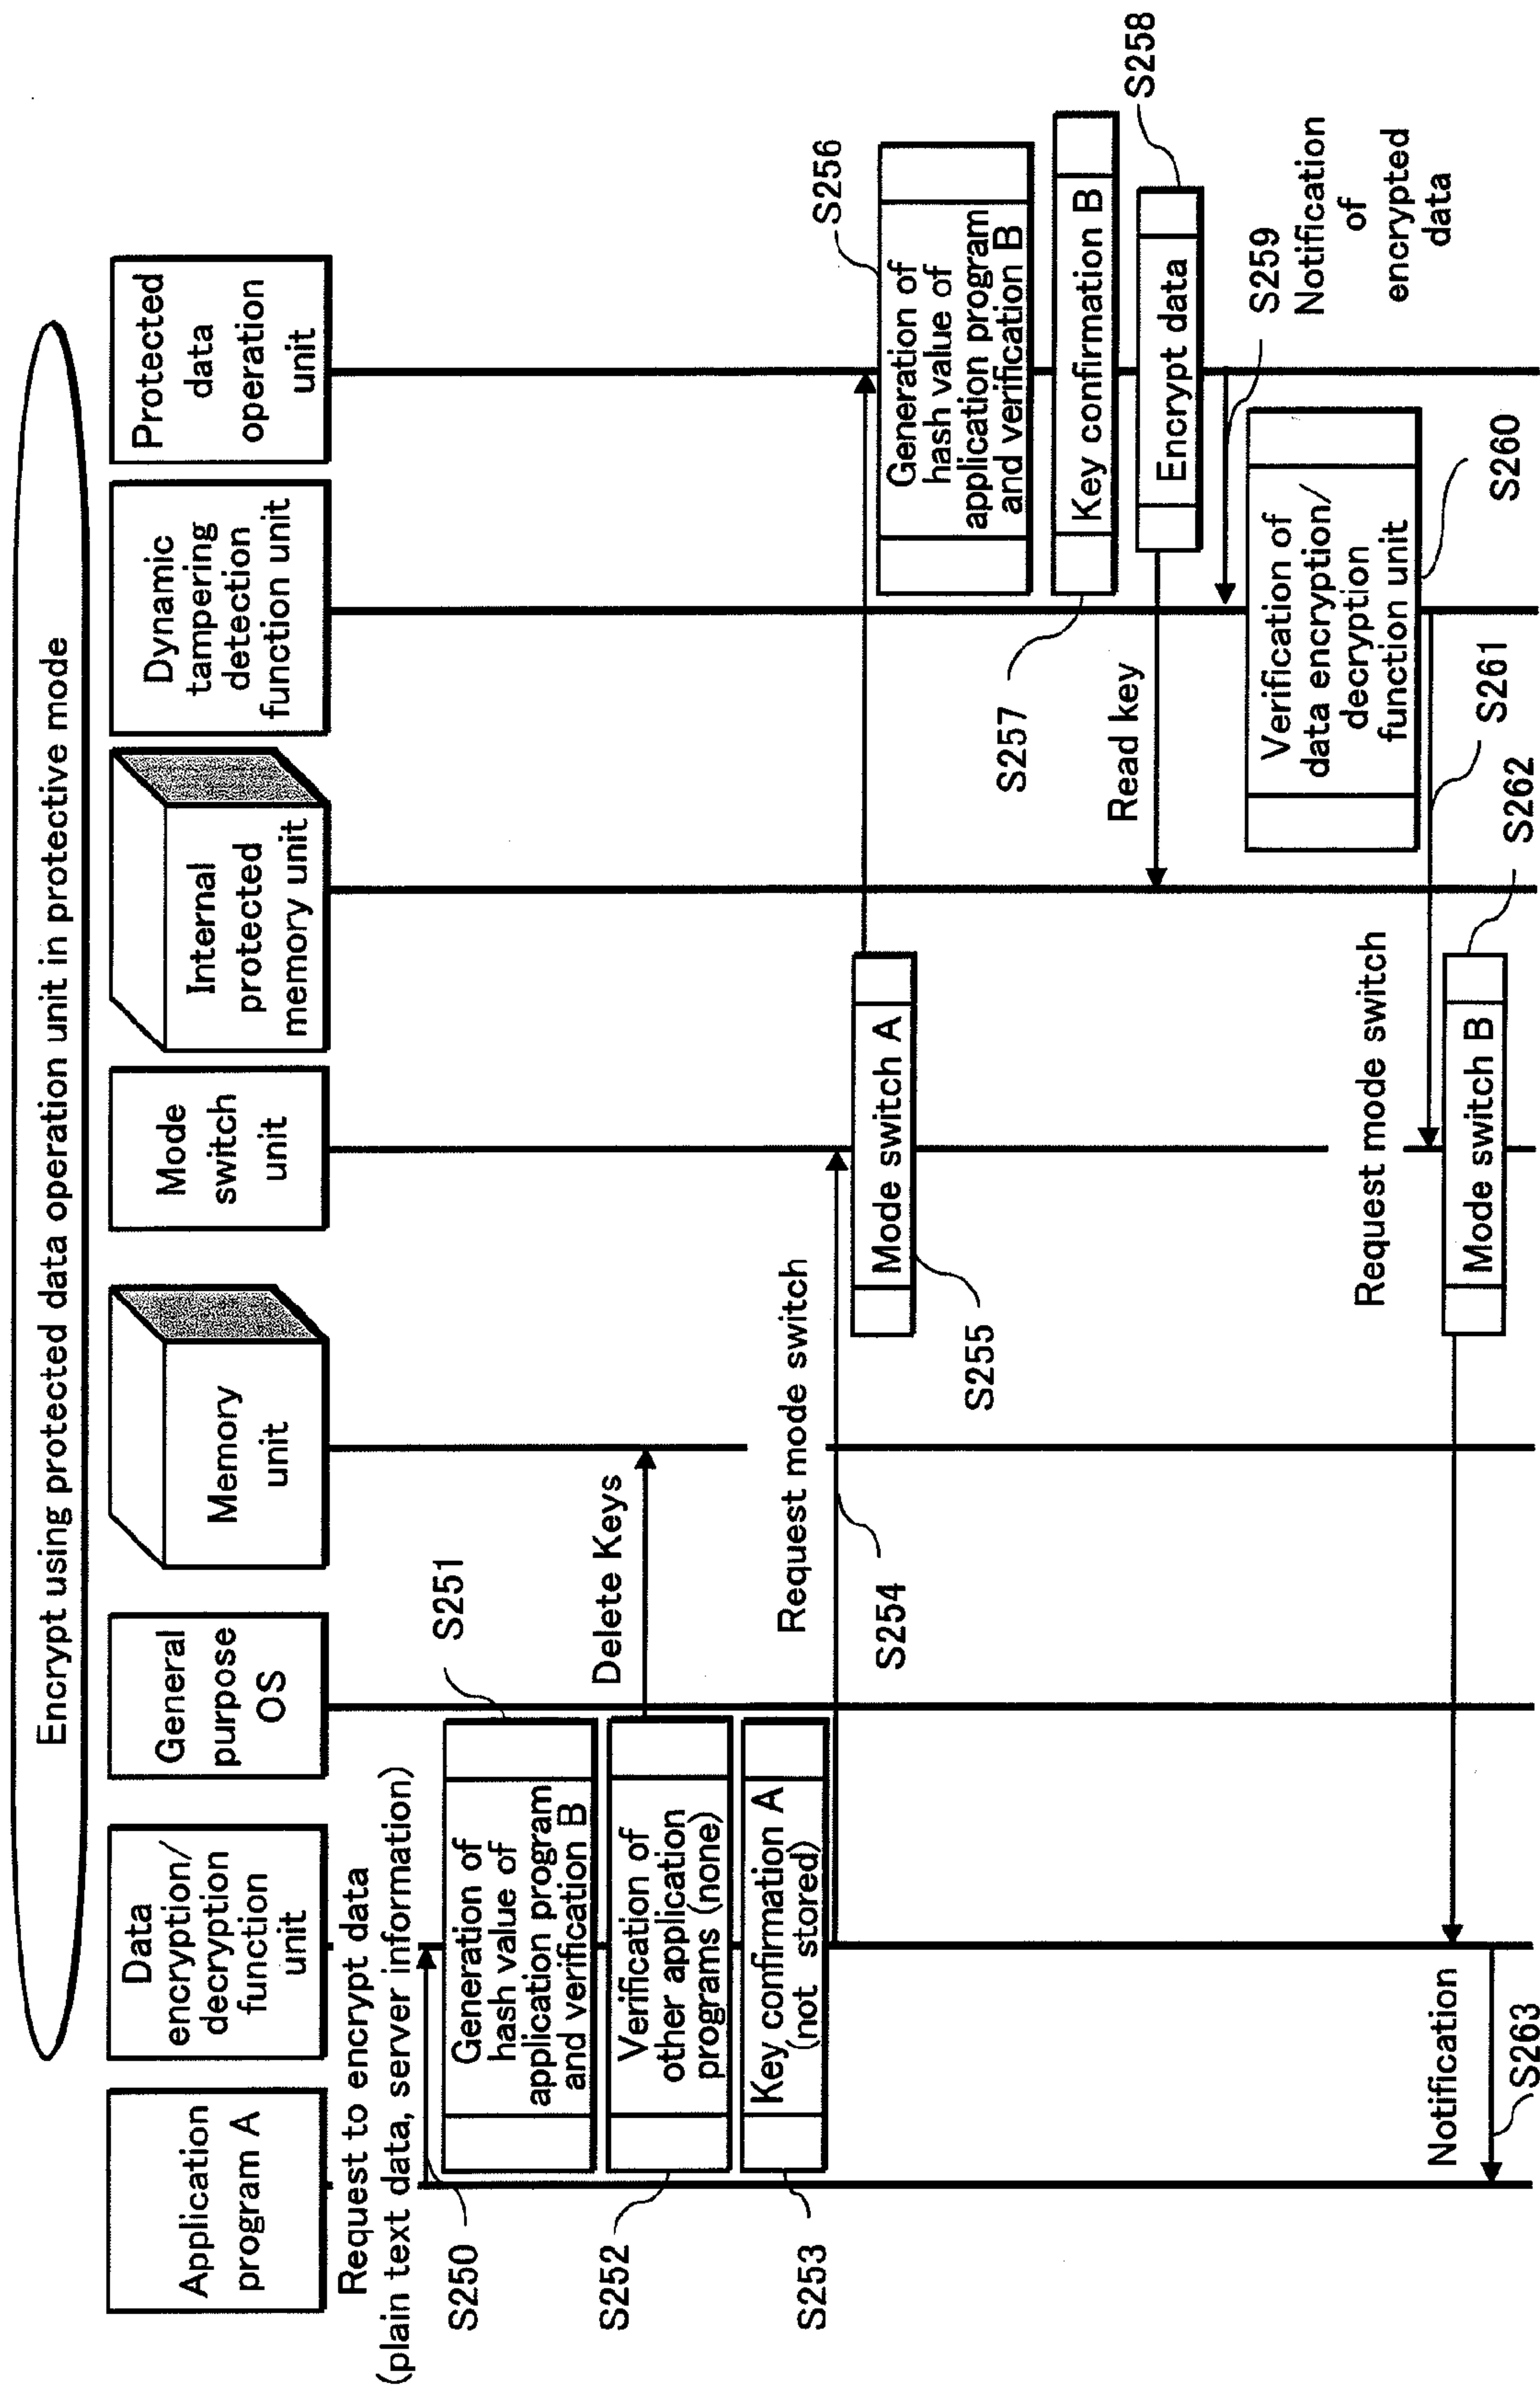 Encrypt using protected data operation unit in protective mode
Application
program A
Data
encryption/
decryption
function
unit
General
purpose
OS
Memory
unit
Mode
switch
unit
Internal
protected
memory unit
Dynamic
tampering
detection
function unit
Protected
data
operation
unit
Request to encrypt data
(plain text data, server information)
S250
Generation of
hash value of
application program
and verification B
S251
Verification of
other application
programs (none)
S252
Delete Keys
Key confirmation A
(not stored)
S253
Request mode switch
S254
Mode switch A
S255
S256
Generation of
hash value of
application program
and verification B
Key confirmation B
S257
Encrypt data
S258
Read key
S259
Notification
of
encrypted
data
Verification of
data encryption/
decryption
function unit
S260
Request mode switch
S261
Mode switch B
S262
Notification
S263